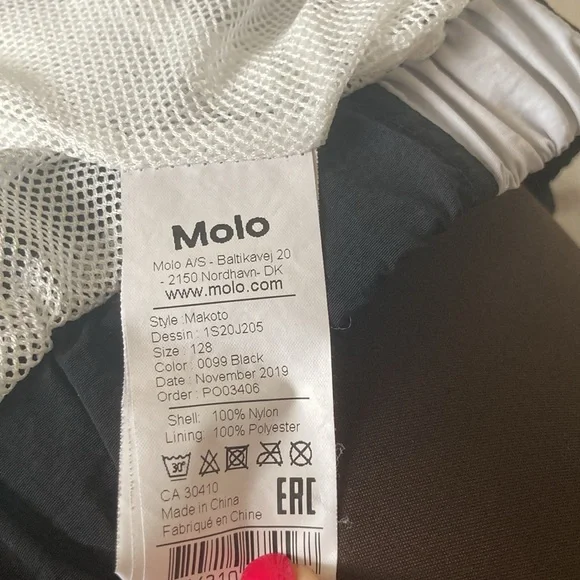 Molo
Molo A/S - Baltikavej 20
- 2150 Nordhavn- DK
www.molo.com
Style : Makoto
Dessin : 1S20J205
Size : 128
Color : 0099 Black
Date : November 2019
Order : PO03406
Shell: 100% Nylon
Lining: 100% Polyester
30°
CA 30410
Made in China
Fabriqué en Chine
EAC